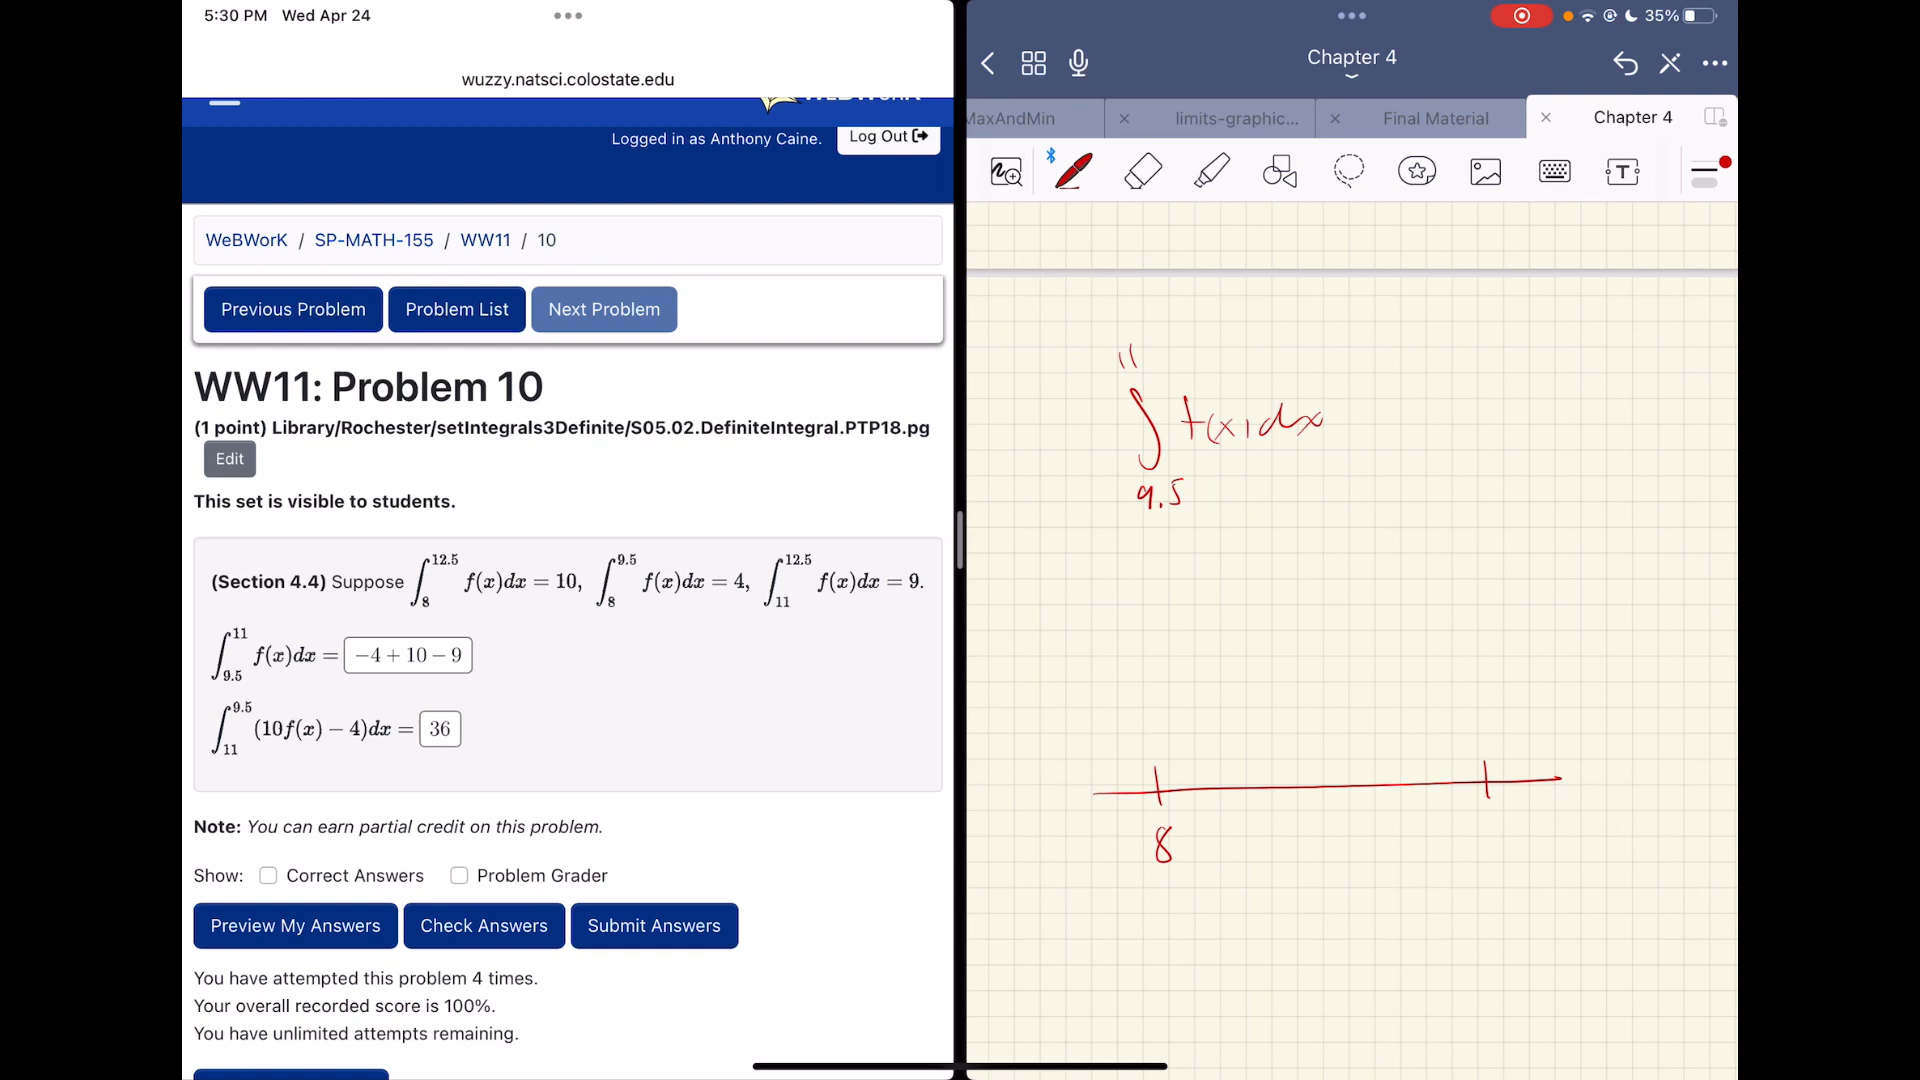 5:30 PM Wed Apr 24
wuzzy.natsci.colostate.edu
WeBWorK
Logged in as Anthony Caine. Log Out
WeBWorK / SP-MATH-155 / WW11 / 10
Previous Problem Problem List Next Problem
WW11: Problem 10
(1 point) Library/Rochester/setIntegrals3Definite/S05.02.DefiniteIntegral.PTP18.pg
Edit
This set is visible to students.
(Section 4.4) Suppose ∫_8^{12.5} f(x)dx = 10, ∫_8^{9.5} f(x)dx = 4, ∫_{11}^{12.5} f(x)dx = 9.
∫_{9.5}^{11} f(x)dx = −4 + 10 − 9
∫_{11}^{9.5} (10f(x) − 4)dx = 36
Note: You can earn partial credit on this problem.
Show: Correct Answers Problem Grader
Preview My Answers Check Answers Submit Answers
You have attempted this problem 4 times.
Your overall recorded score is 100%.
You have unlimited attempts remaining.
35%
Chapter 4
MaxAndMin limits-graphic... Final Material Chapter 4
T
∫_{9.5}^{11} f(x)dx
8